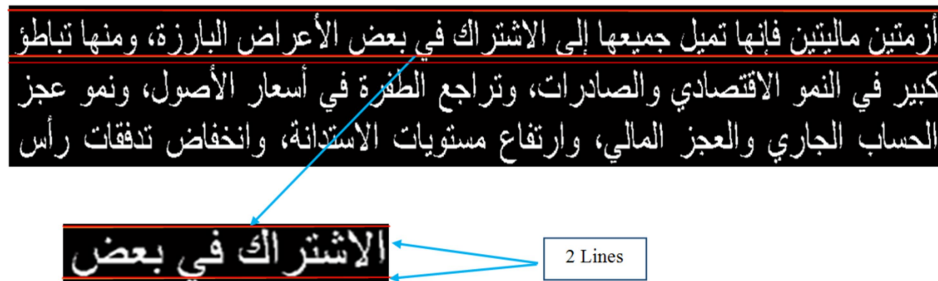 أزمتين ماليتين فإنها تميل جميعها إلى الاشتراك في بعض الأعراض البارزة، ومنها تباطؤ
كبير في النمو الاقتصادي والصادرات، وتراجع الطفرة في أسعار الأصول، ونمو عجز
الحساب الجاري والعجز المالي، وارتفاع مستويات الاستدانة، وانخفاض تدفقات رأس
الاشتراك في بعض
2 Lines